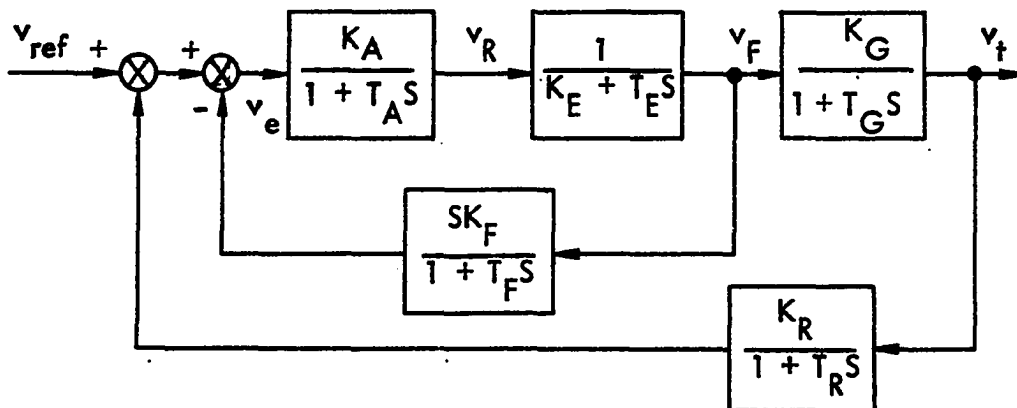 v_ref
+
+
-
v_e
K_A
1 + T_A S
v_R
1
K_E + T_E S
v_F
K_G
1 + T_G S
v_t
SK_F
1 + T_F S
K_R
1 + T_R S